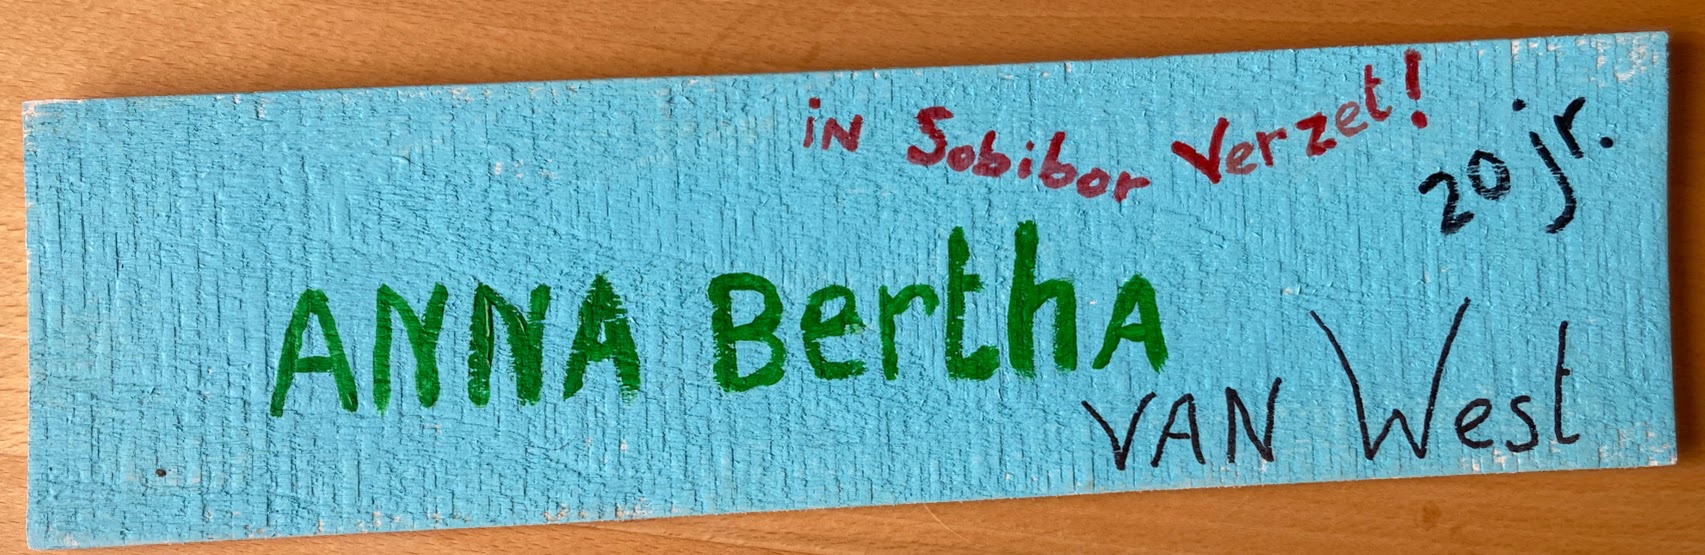 in Sobibor Verzet!
20 jr.
ANNA BerthA
VAN West